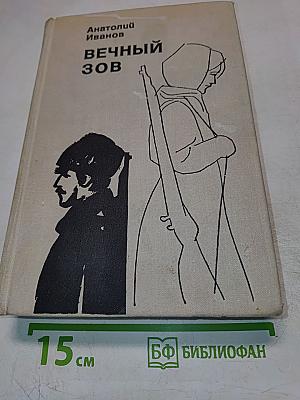 Анатолий
Иванов
ВЕЧНЫЙ
ЗОВ
15 см
БФ БИБЛИОФАН